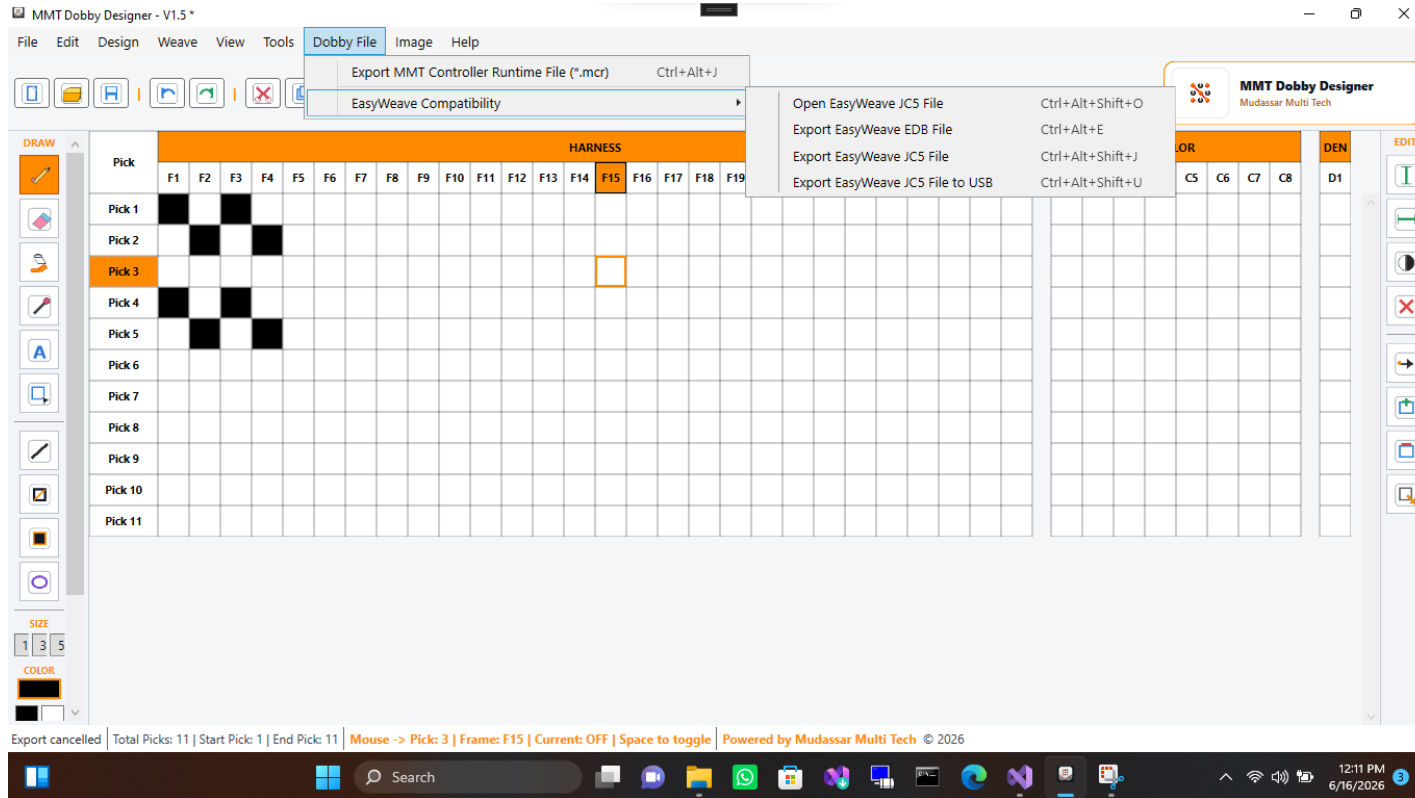 MMT Dobby Designer - V1.5 *
File Edit Design Weave View Tools Dobby File Image Help
Export MMT Controller Runtime File (*.mcr) Ctrl+Alt+J
EasyWeave Compatibility
Open EasyWeave JC5 File Ctrl+Alt+Shift+O
Export EasyWeave EDB File Ctrl+Alt+E
Export EasyWeave JC5 File Ctrl+Alt+Shift+J
Export EasyWeave JC5 File to USB Ctrl+Alt+Shift+U
MMT Dobby Designer
Mudassar Multi Tech
DRAW
Pick HARNESS LOR DEN EDIT
F1 F2 F3 F4 F5 F6 F7 F8 F9 F10 F11 F12 F13 F14 F15 F16 F17 F18 F19 C5 C6 C7 C8 D1
Pick 1
Pick 2
Pick 3
Pick 4
Pick 5
Pick 6
Pick 7
Pick 8
Pick 9
Pick 10
Pick 11
A
SIZE
1 3 5
COLOR
Export cancelled Total Picks: 11 | Start Pick: 1 | End Pick: 11 Mouse -> Pick: 3 | Frame: F15 | Current: OFF | Space to toggle Powered by Mudassar Multi Tech © 2026
Search
12:11 PM
6/16/2026
3